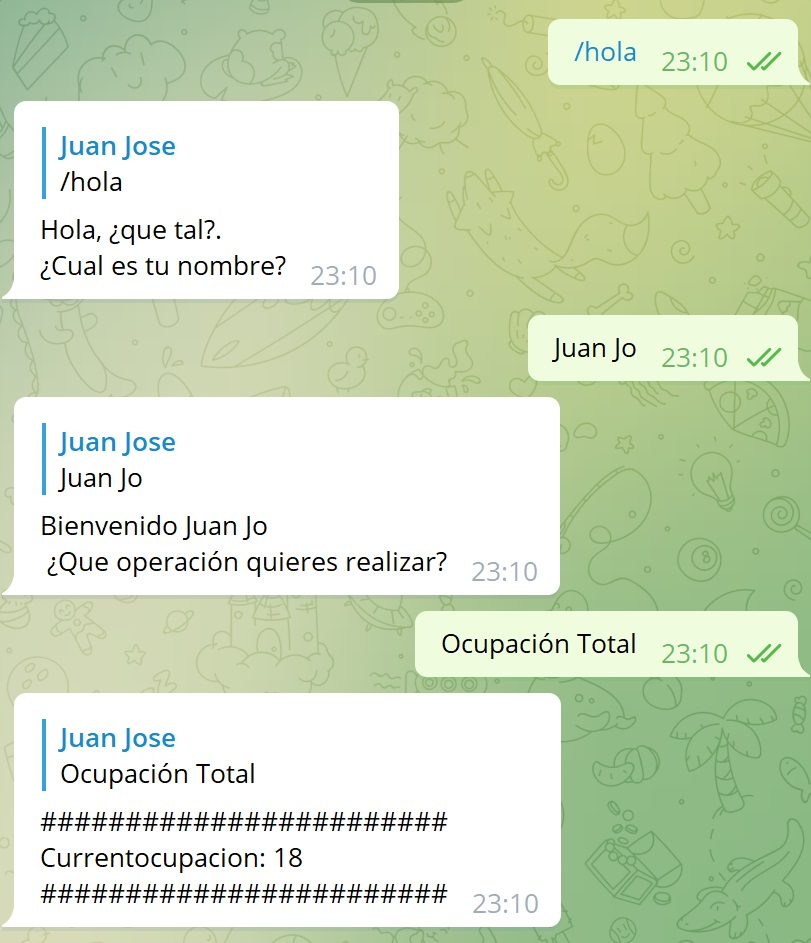 /hola 23:10
Juan Jose
/hola
Hola, ¿que tal?.
¿Cual es tu nombre? 23:10
Juan Jo 23:10
Juan Jose
Juan Jo
Bienvenido Juan Jo
¿Que operación quieres realizar? 23:10
Ocupación Total 23:10
Juan Jose
Ocupación Total
########################
Currentocupacion: 18
######################## 23:10